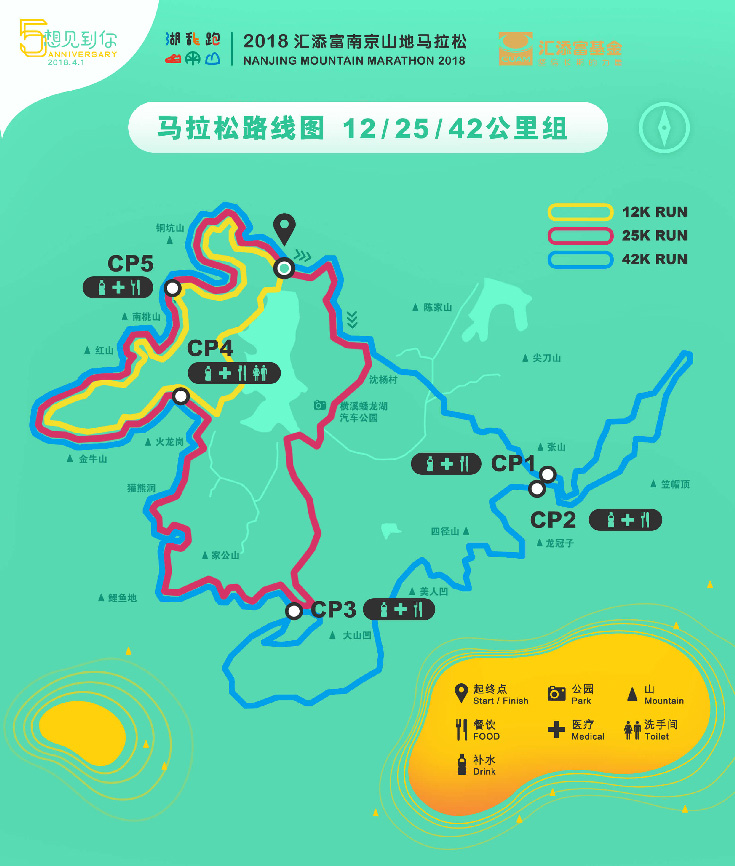 5想见到你
ANNIVERSARY
2018.4.1
湖乱跑
2018 汇添富南京山地马拉松
NANJING MOUNTAIN MARATHON 2018
汇添富基金
马拉松路线图 12/25/42公里组
12K RUN
25K RUN
42K RUN
铜坑山
CP5
南桃山
红山
CP4
陈家山
尖刀山
沈杨村
横溪蟠龙湖
汽车公园
金牛山
火龙岗
张山
CP1
笠帽顶
CP2
四径山
龙冠子
家公山
鲤鱼地
美人凹
CP3
大山凹
起终点
Start / Finish
公园
Park
山
Mountain
餐饮
FOOD
医疗
Medical
洗手间
Toilet
补水
Drink